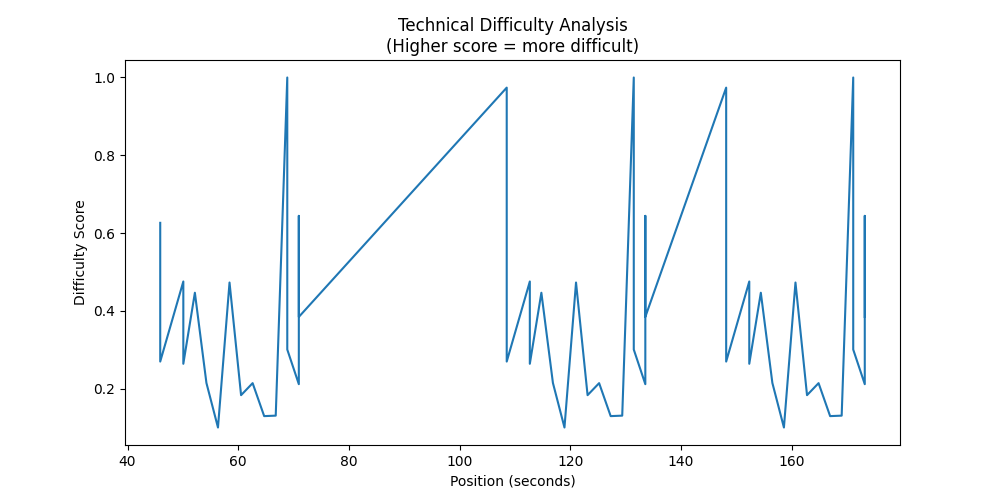 Technical Difficulty Analysis
(Higher score = more difficult)
1.0
0.8
0.6
0.4
0.2
Difficulty Score
40 60 80 100 120 140 160
Position (seconds)